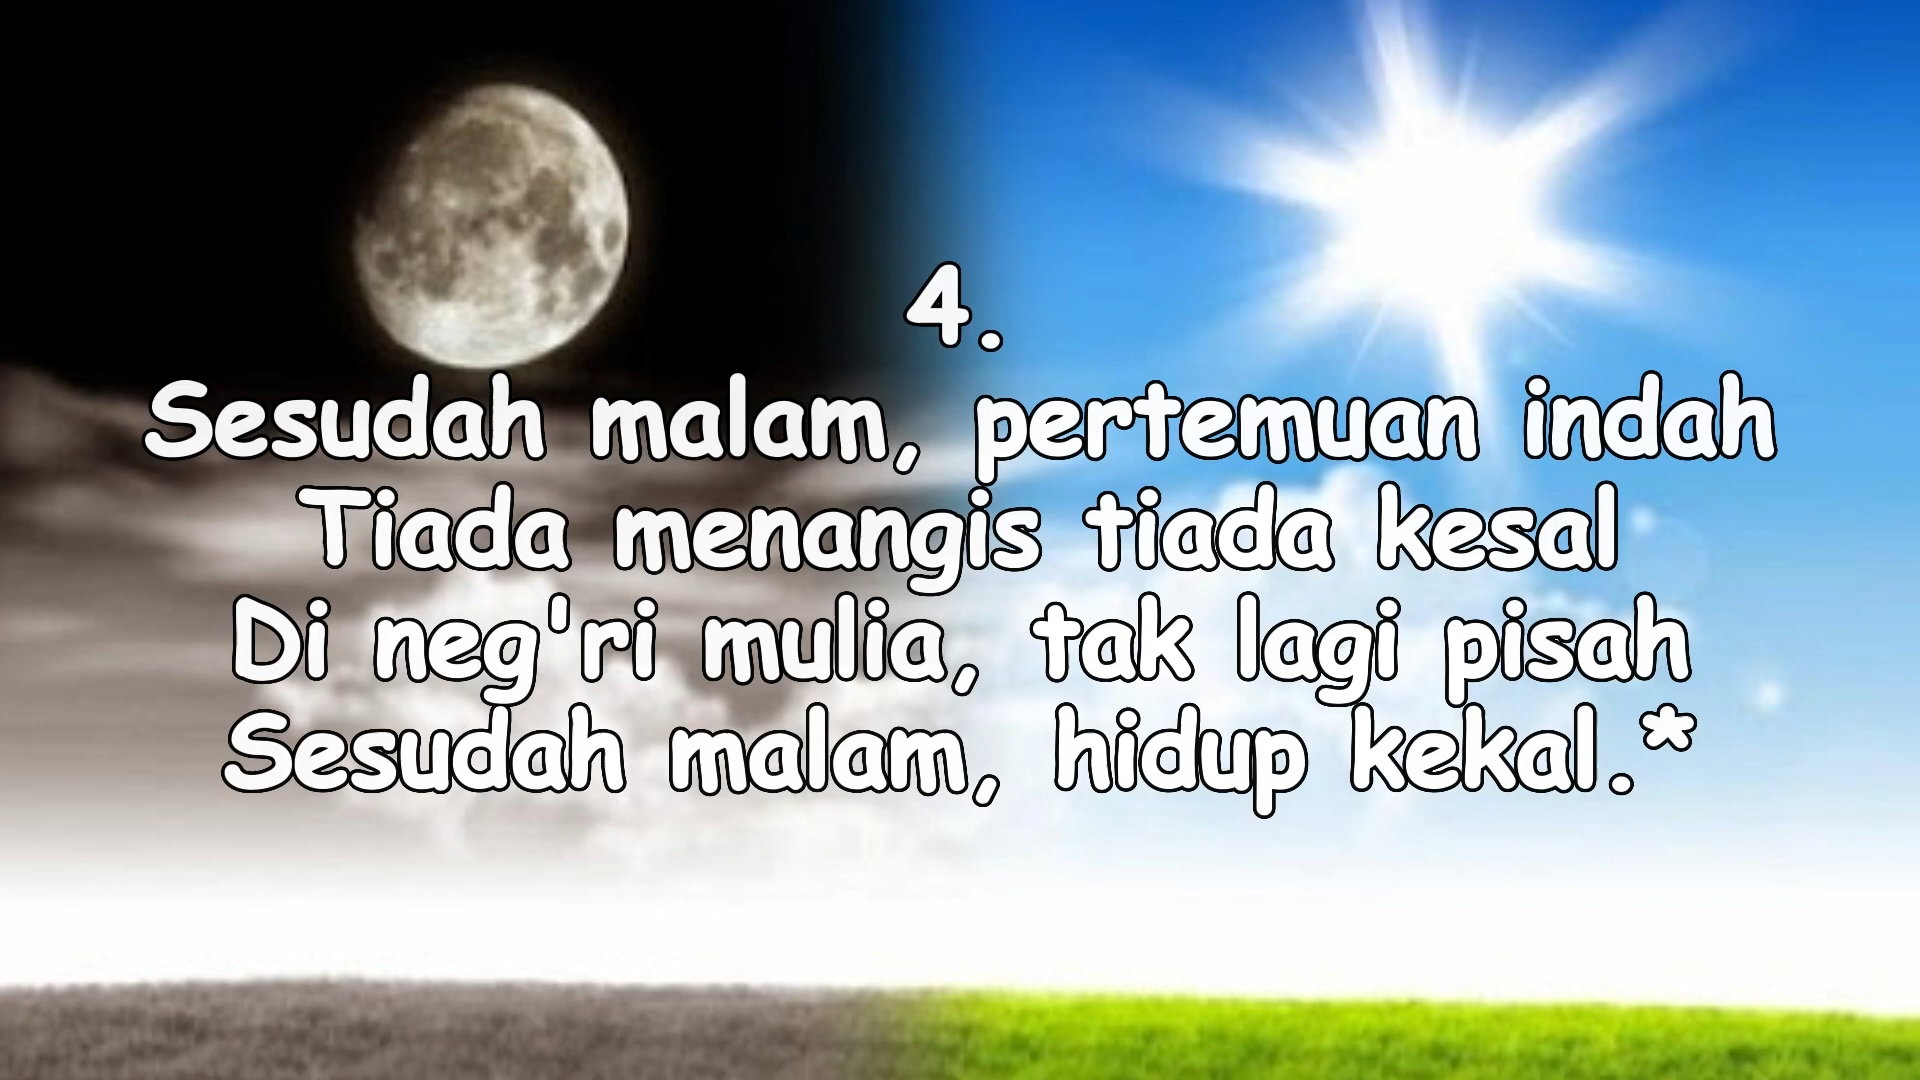 4.
Sesudah malam, pertemuan indah
Tiada menangis tiada kesal
Di neg'ri mulia, tak lagi pisah
Sesudah malam, hidup kekal.*